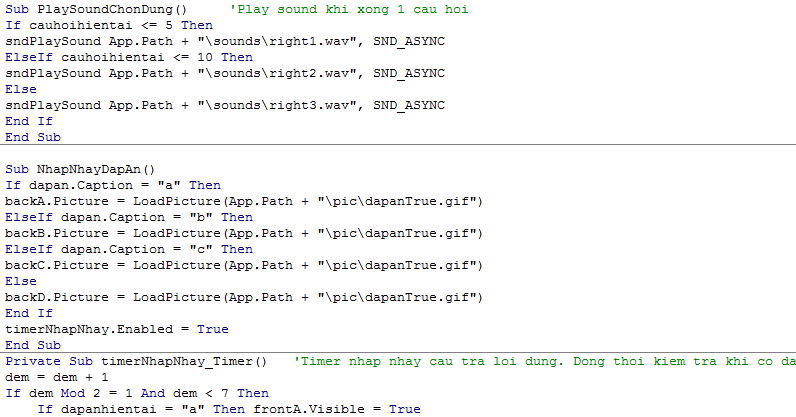 Sub PlaySoundChonDung()     'Play sound khi xong 1 cau hoi
If cauhoihientai <= 5 Then
sndPlaySound App.Path + "\sounds\right1.wav", SND_ASYNC
ElseIf cauhoihientai <= 10 Then
sndPlaySound App.Path + "\sounds\right2.wav", SND_ASYNC
Else
sndPlaySound App.Path + "\sounds\right3.wav", SND_ASYNC
End If
End Sub
Sub NhapNhayDapAn()
If dapan.Caption = "a" Then
backA.Picture = LoadPicture(App.Path + "\pic\dapanTrue.gif")
ElseIf dapan.Caption = "b" Then
backB.Picture = LoadPicture(App.Path + "\pic\dapanTrue.gif")
ElseIf dapan.Caption = "c" Then
backC.Picture = LoadPicture(App.Path + "\pic\dapanTrue.gif")
Else
backD.Picture = LoadPicture(App.Path + "\pic\dapanTrue.gif")
End If
timerNhapNhay.Enabled = True
End Sub
Private Sub timerNhapNhay_Timer()   'Timer nhap nhay cau tra loi dung. Dong thoi kiem tra khi co da
dem = dem + 1
If dem Mod 2 = 1 And dem < 7 Then
    If dapanhientai = "a" Then frontA.Visible = True